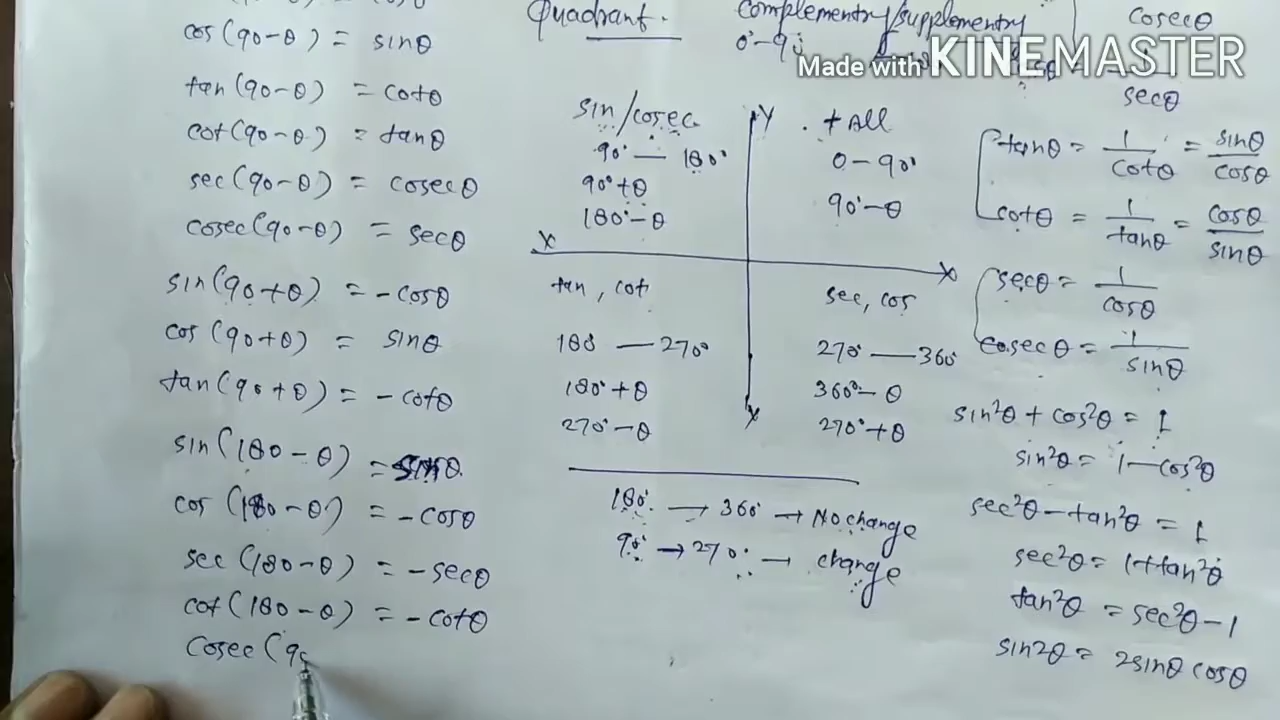 cos(90-θ) = sinθ
tan(90-θ) = cotθ
cot(90-θ) = tanθ
sec(90-θ) = cosecθ
cosec(90-θ) = secθ
sin(90+θ) = -cosθ
cos(90+θ) = sinθ
tan(90+θ) = -cotθ
sin(180-θ) = sinθ
cos(180-θ) = -cosθ
sec(180-θ) = -secθ
cot(180-θ) = -cotθ
cosec(90
Quadrant.
complementry/supplementry
0°-90
Made with KINEMASTER
sin/cosec
90° — 180°
90°+θ
180°-θ
Y
+ All
0-90°
90°-θ
X
X
tan, cot
180 — 270°
180°+θ
270°-θ
sec, cos
270° — 360°
360°-θ
270°+θ
Y
180° → 360° → No change
90° → 270° → change
cosecθ
1
secθ
tanθ = 1/cotθ = sinθ/cosθ
cotθ = 1/tanθ = cosθ/sinθ
secθ = 1/cosθ
cosecθ = 1/sinθ
sin²θ + cos²θ = 1
sin²θ = 1-cos²θ
sec²θ-tan²θ = 1
sec²θ = 1+tan²θ
tan²θ = sec²θ-1
sin2θ = 2sinθ cosθ